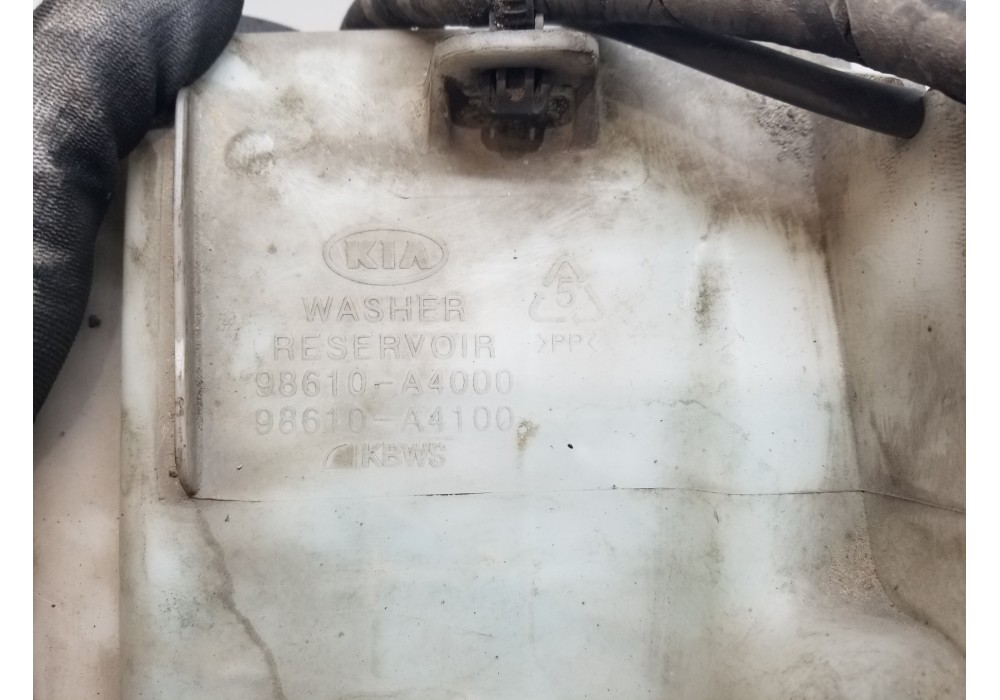 KIA
WASHER
RESERVOIR
98610-A4000
98610-A4100
KBWS
5
>PP<